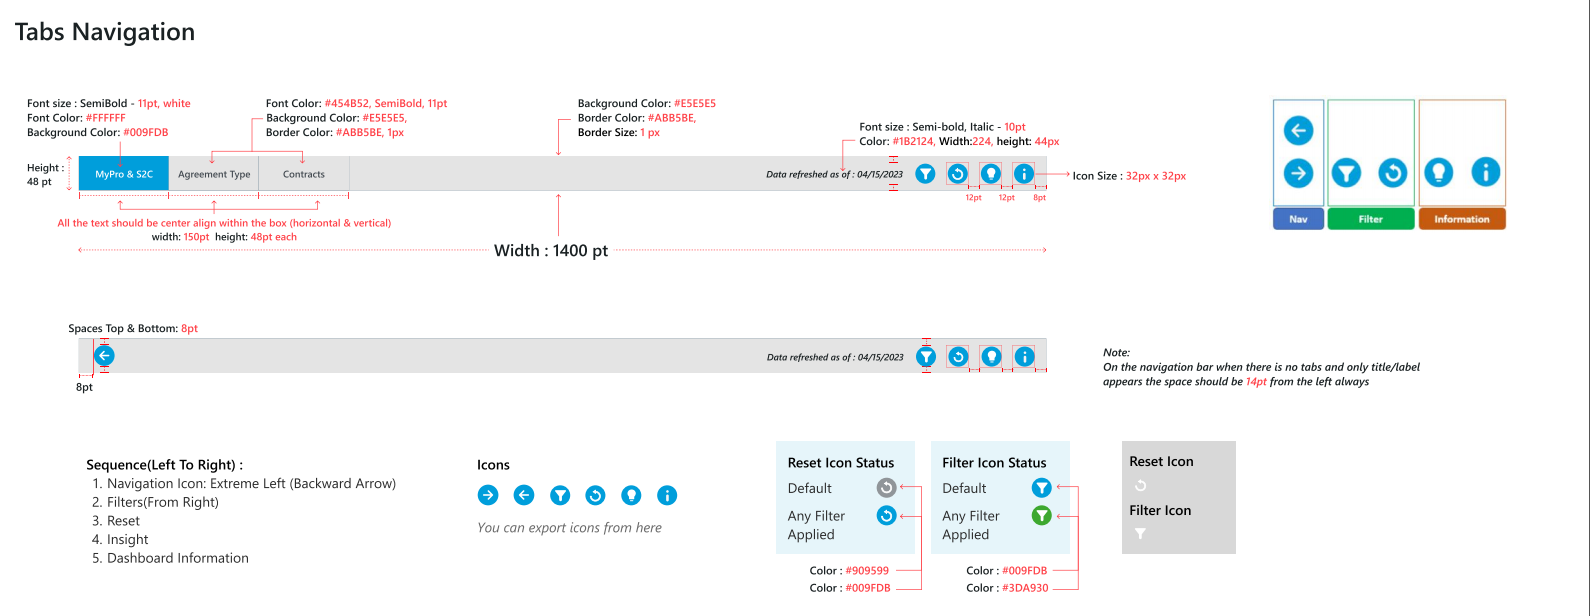 Tabs Navigation
Font size : SemiBold - 11pt, white
Font Color: #FFFFFF
Background Color: #009FDB
Font Color: #454B52, SemiBold, 11pt
Background Color: #E5E5E5,
Border Color: #ABB5BE, 1px
Background Color: #E5E5E5
Border Color: #ABB5BE,
Border Size: 1 px
Font size : Semi-bold, Italic - 10pt
Color: #1B2124, Width:224, height: 44px
Height :
48 pt
MyPro & S2C
Agreement Type
Contracts
Data refreshed as of : 04/15/2023
Icon Size : 32px x 32px
12pt
12pt
8pt
All the text should be center align within the box (horizontal & vertical)
width: 150pt height: 48pt each
Width : 1400 pt
Nav
Filter
Information
Spaces Top & Bottom: 8pt
Data refreshed as of : 04/15/2023
8pt
Note:
On the navigation bar when there is no tabs and only title/label
appears the space should be 14pt from the left always
Sequence(Left To Right) :
1. Navigation Icon: Extreme Left (Backward Arrow)
2. Filters(From Right)
3. Reset
4. Insight
5. Dashboard Information
Icons
You can export icons from here
Reset Icon Status
Default
Any Filter
Applied
Color : #909599
Color : #009FDB
Filter Icon Status
Default
Any Filter
Applied
Color : #009FDB
Color : #3DA930
Reset Icon
Filter Icon